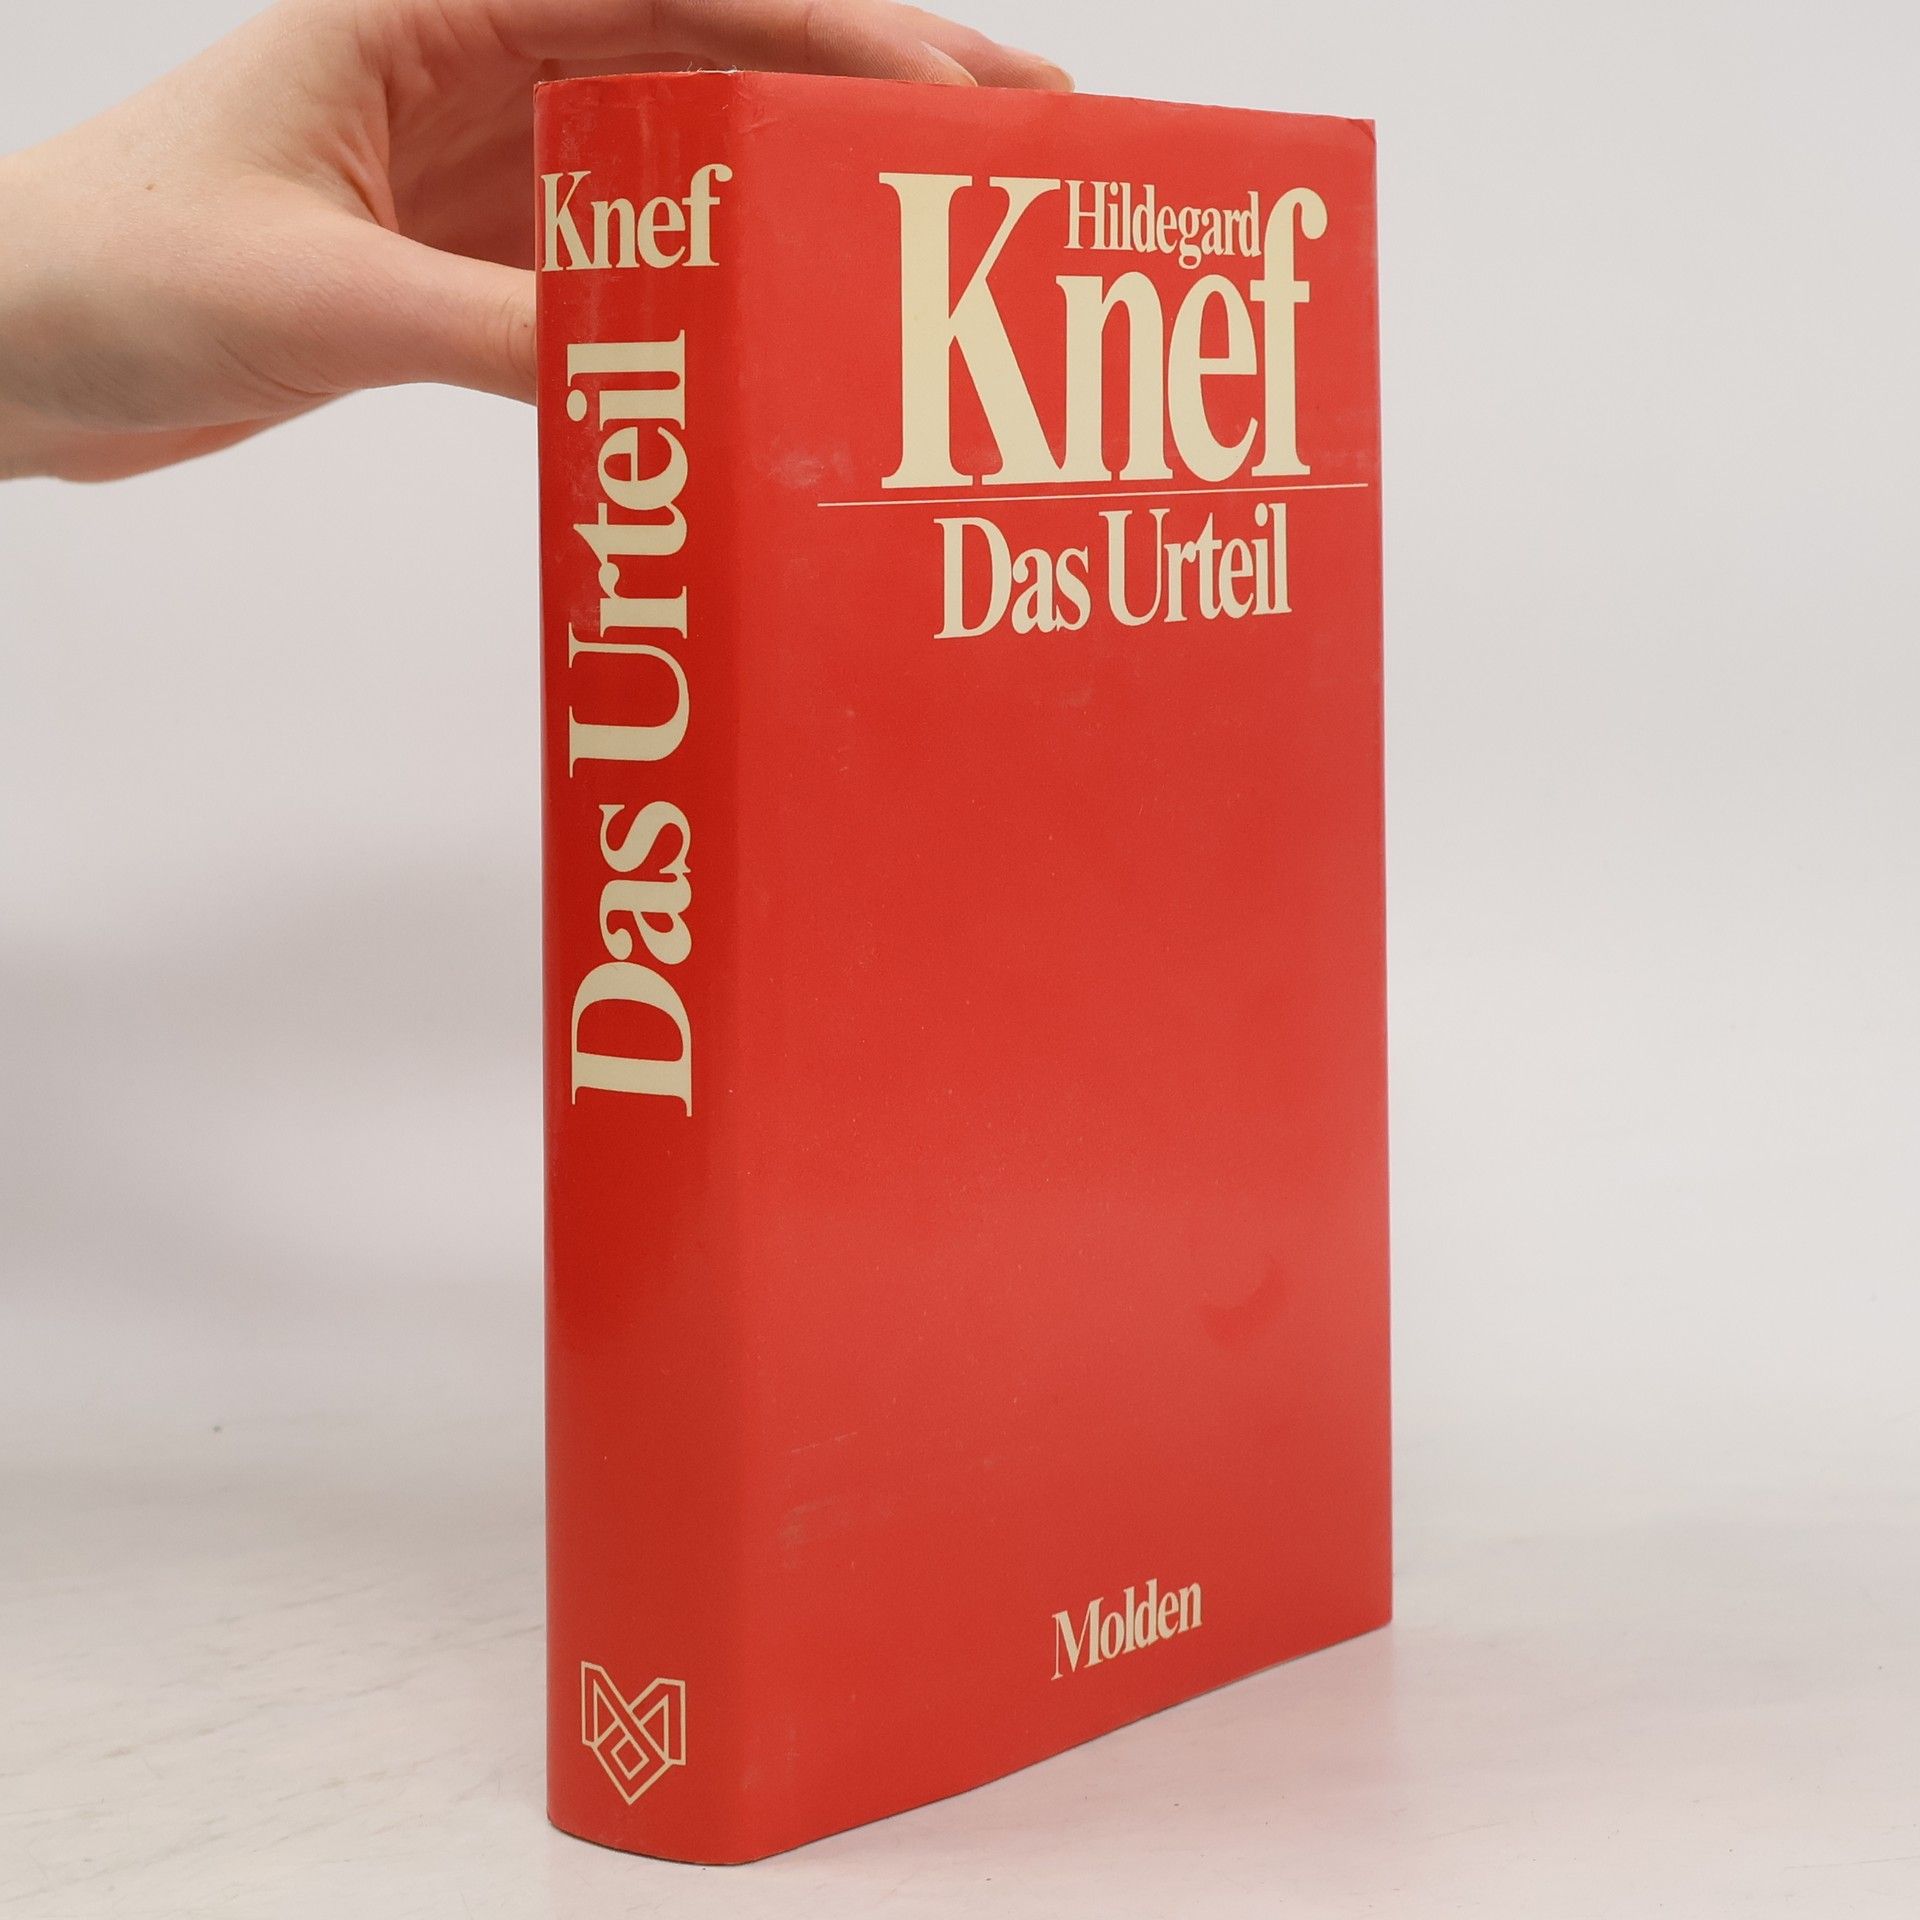 Knef
Das Urteil
Hildegard
Knef
Das Urteil
Molden